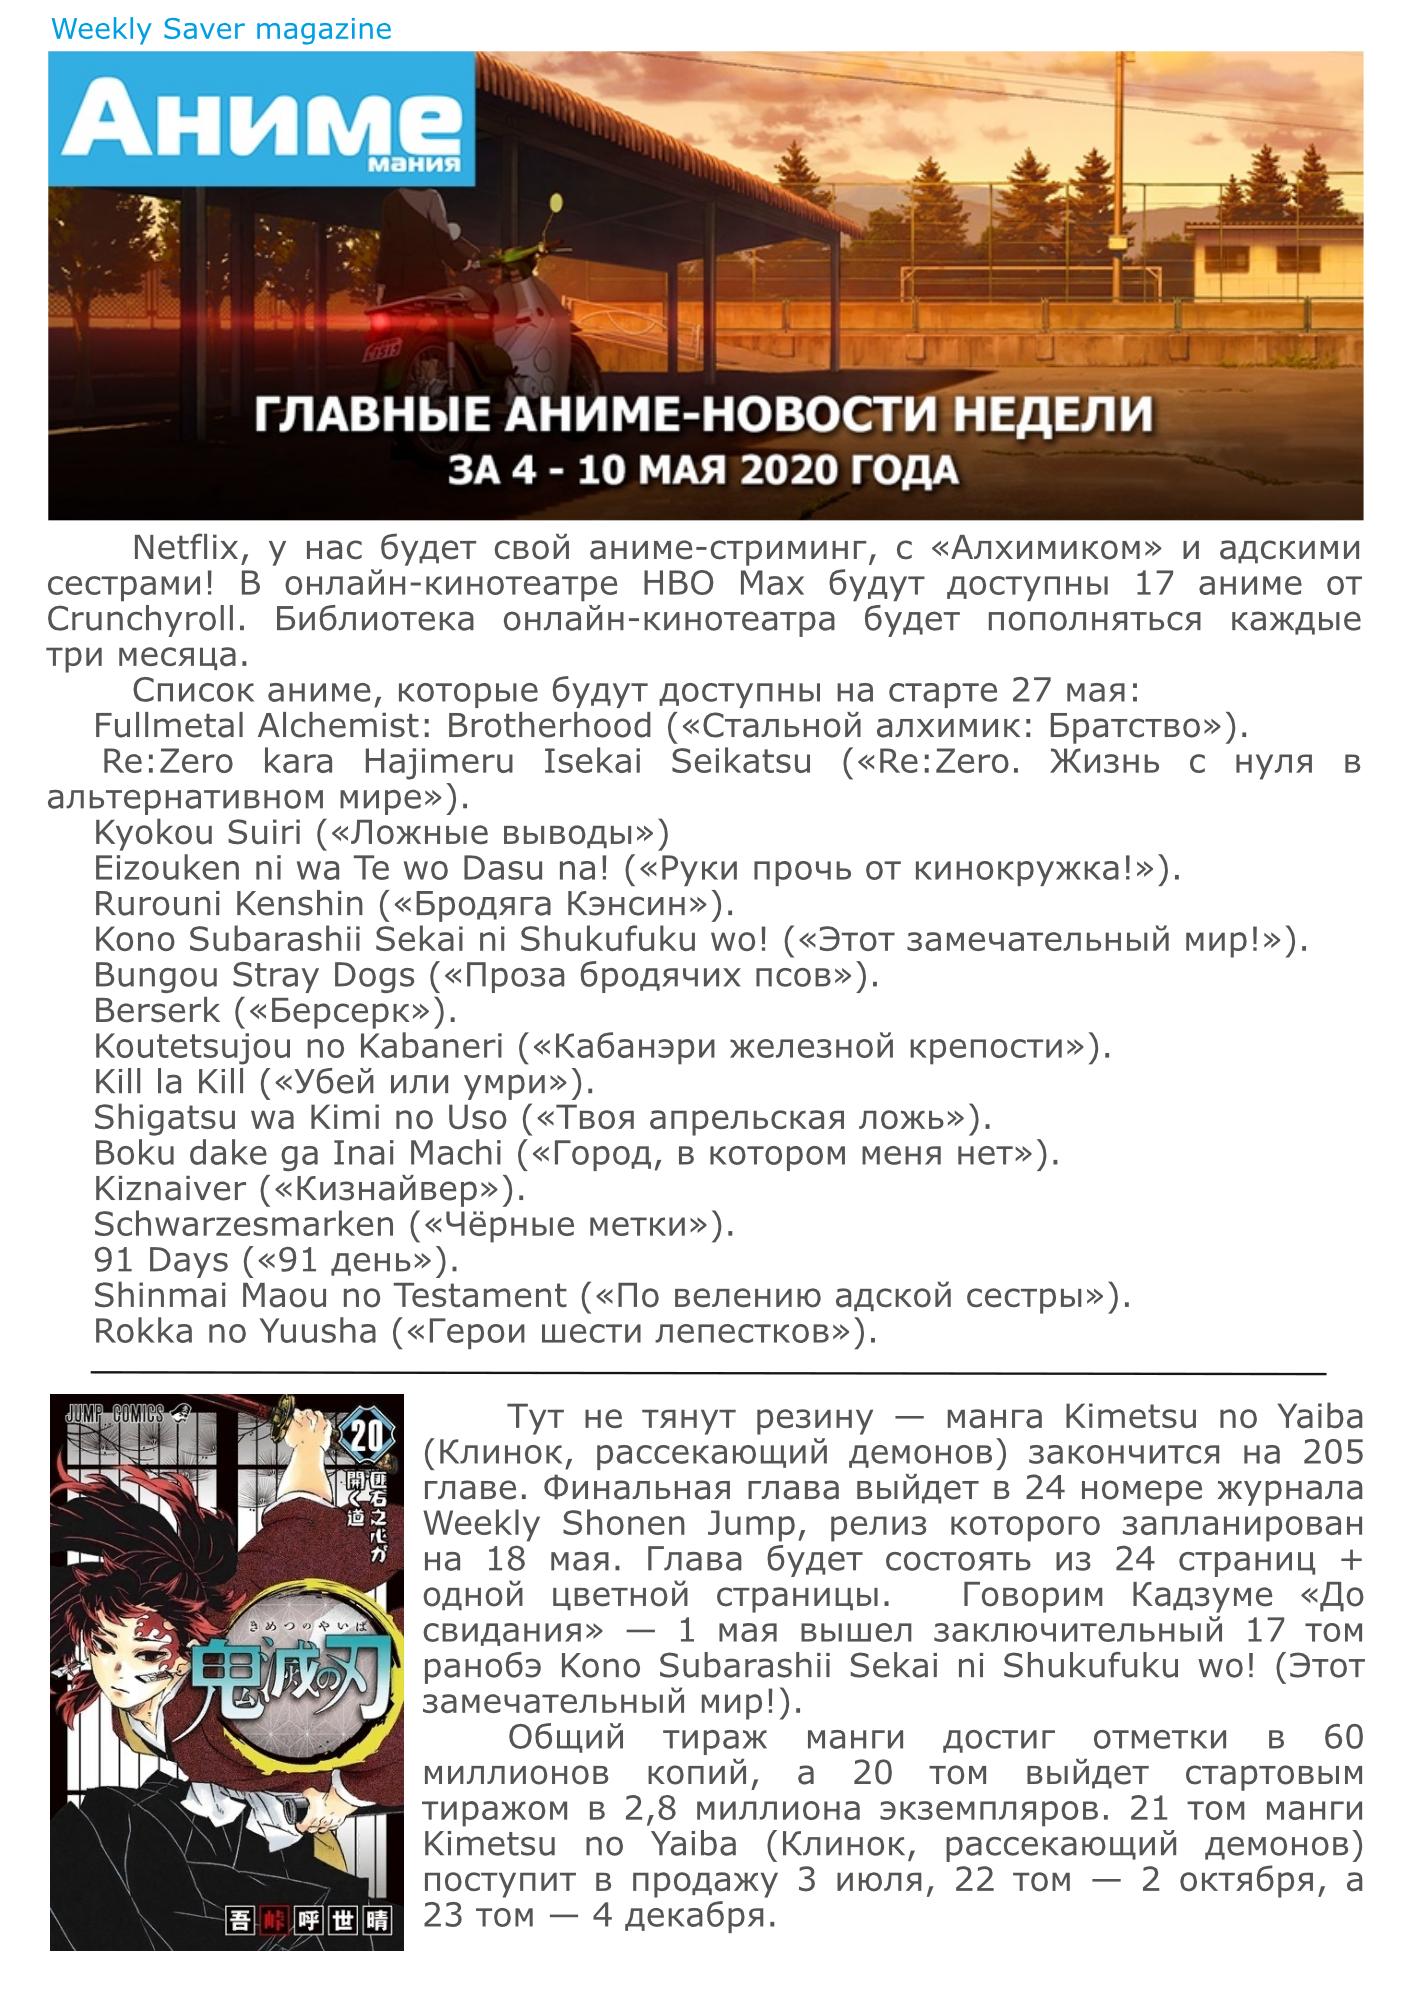 Weekly Saver magazine
Аниме
мания
ГЛАВНЫЕ АНИМЕ-НОВОСТИ НЕДЕЛИ
ЗА 4 - 10 МАЯ 2020 ГОДА
Netflix, у нас будет свой аниме-стриминг, с «Алхимиком» и адскими
сестрами! В онлайн-кинотеатре HBO Max будут доступны 17 аниме от
Crunchyroll. Библиотека онлайн-кинотеатра будет пополняться каждые
три месяца.
Список аниме, которые будут доступны на старте 27 мая:
Fullmetal Alchemist: Brotherhood («Стальной алхимик: Братство»).
Re:Zero kara Hajimeru Isekai Seikatsu («Re:Zero. Жизнь с нуля в
альтернативном мире»).
Kyokou Suiri («Ложные выводы»)
Eizouken ni wa Te wo Dasu na! («Руки прочь от кинокружка!»).
Rurouni Kenshin («Бродяга Кэнсин»).
Kono Subarashii Sekai ni Shukufuku wo! («Этот замечательный мир!»).
Bungou Stray Dogs («Проза бродячих псов»).
Berserk («Берсерк»).
Koutetsujou no Kabaneri («Кабанэри железной крепости»).
Kill la Kill («Убей или умри»).
Shigatsu wa Kimi no Uso («Твоя апрельская ложь»).
Boku dake ga Inai Machi («Город, в котором меня нет»).
Kiznaiver («Кизнайвер»).
Schwarzesmarken («Чёрные метки»).
91 Days («91 день»).
Shinmai Maou no Testament («По велению адской сестры»).
Rokka no Yuusha («Герои шести лепестков»).
JUMP COMICS
20
匪石之心が
開く道
きめつのやいば
鬼滅の刃
吾峠呼世晴
Тут не тянут резину — манга Kimetsu no Yaiba
(Клинок, рассекающий демонов) закончится на 205
главе. Финальная глава выйдет в 24 номере журнала
Weekly Shonen Jump, релиз которого запланирован
на 18 мая. Глава будет состоять из 24 страниц +
одной цветной страницы. Говорим Кадзуме «До
свидания» — 1 мая вышел заключительный 17 том
ранобэ Kono Subarashii Sekai ni Shukufuku wo! (Этот
замечательный мир!).
Общий тираж манги достиг отметки в 60
миллионов копий, а 20 том выйдет стартовым
тиражом в 2,8 миллиона экземпляров. 21 том манги
Kimetsu no Yaiba (Клинок, рассекающий демонов)
поступит в продажу 3 июля, 22 том — 2 октября, а
23 том — 4 декабря.